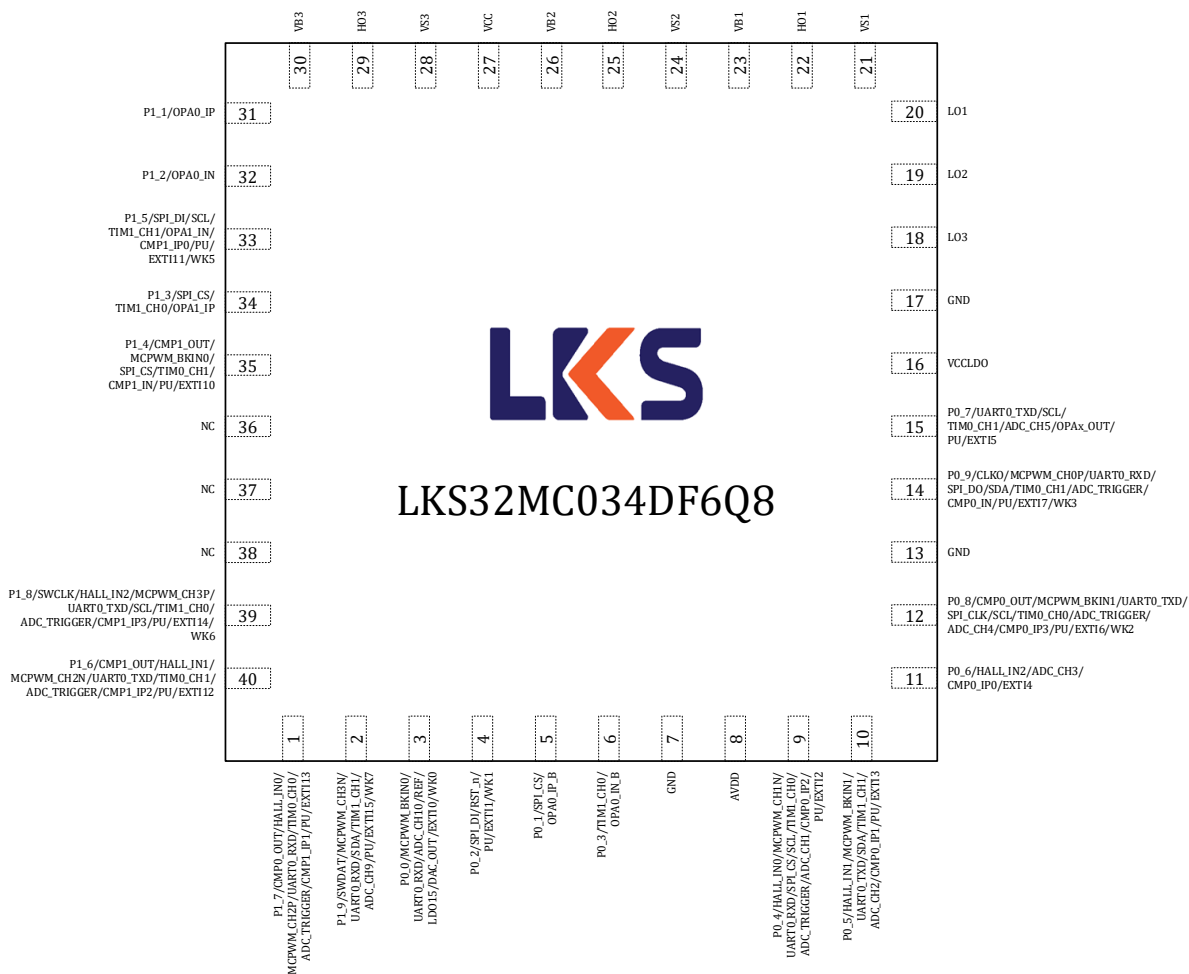 VB3
HO3
VS3
VCC
VB2
HO2
VS2
VB1
HO1
VS1
30
29
28
27
26
25
24
23
22
21
P1_1/OPA0_IP
31
P1_2/OPA0_IN
32
P1_5/SPI_DI/SCL/
TIM1_CH1/OPA1_IN/
CMP1_IP0/PU/
EXTI11/WK5
33
P1_3/SPI_CS/
TIM1_CH0/OPA1_IP
34
P1_4/CMP1_OUT/
MCPWM_BKIN0/
SPI_CS/TIM0_CH1/
CMP1_IN/PU/EXTI10
35
NC
36
NC
37
NC
38
P1_8/SWCLK/HALL_IN2/MCPWM_CH3P/
UART0_TXD/SCL/TIM1_CH0/
ADC_TRIGGER/CMP1_IP3/PU/EXTI14/
WK6
39
P1_6/CMP1_OUT/HALL_IN1/
MCPWM_CH2N/UART0_TXD/TIM0_CH1/
ADC_TRIGGER/CMP1_IP2/PU/EXTI12
40
LKS
LKS32MC034DF6Q8
20
LO1
19
LO2
18
LO3
17
GND
16
VCCLDO
15
P0_7/UART0_TXD/SCL/
TIM0_CH1/ADC_CH5/OPAx_OUT/
PU/EXTI5
14
P0_9/CLKO/MCPWM_CH0P/UART0_RXD/
SPI_DO/SDA/TIM0_CH1/ADC_TRIGGER/
CMP0_IN/PU/EXTI7/WK3
13
GND
12
P0_8/CMP0_OUT/MCPWM_BKIN1/UART0_TXD/
SPI_CLK/SCL/TIM0_CH0/ADC_TRIGGER/
ADC_CH4/CMP0_IP3/PU/EXTI6/WK2
11
P0_6/HALL_IN2/ADC_CH3/
CMP0_IP0/EXTI4
1
2
3
4
5
6
7
8
9
10
P1_7/CMP0_OUT/HALL_IN0/
MCPWM_CH2P/UART0_RXD/TIM0_CH0/
ADC_TRIGGER/CMP1_IP1/PU/EXTI13
P1_9/SWDAT/MCPWM_CH3N/
UART0_RXD/SDA/TIM1_CH1/
ADC_CH9/PU/EXTI15/WK7
P0_0/MCPWM_BKIN0/
UART0_RXD/ADC_CH10/REF/
LDO15/DAC_OUT/EXTI0/WK0
P0_2/SPI_DI/RST_n/
PU/EXTI1/WK1
P0_1/SPI_CS/
OPA0_IP_B
P0_3/TIM1_CH0/
OPA0_IN_B
GND
AVDD
P0_4/HALL_IN0/MCPWM_CH1N/
UART0_RXD/SPI_CS/SCL/TIM1_CH0/
ADC_TRIGGER/ADC_CH1/CMP0_IP2/
PU/EXTI2
P0_5/HALL_IN1/MCPWM_BKIN1/
UART0_TXD/SDA/TIM1_CH1/
ADC_CH2/CMP0_IP1/PU/EXTI3